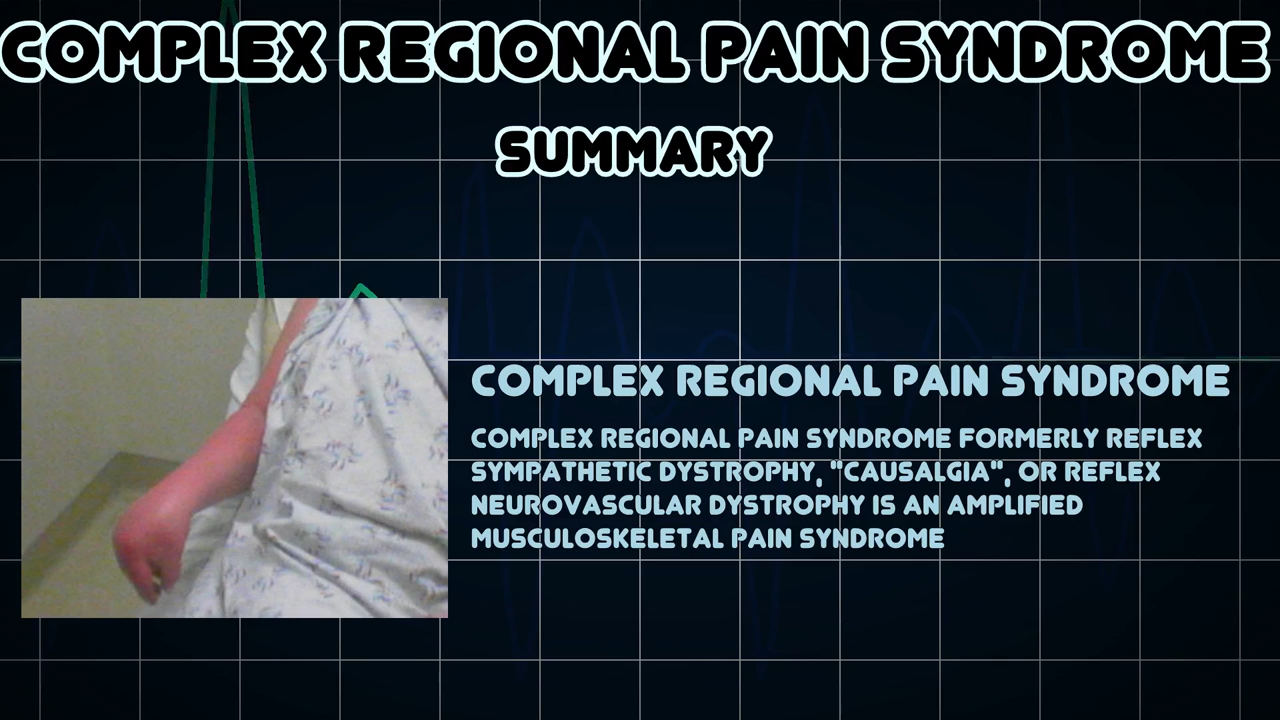 COMPLEX REGIONAL PAIN SYNDROME
SUMMARY
COMPLEX REGIONAL PAIN SYNDROME
COMPLEX REGIONAL PAIN SYNDROME FORMERLY REFLEX
SYMPATHETIC DYSTROPHY, "CAUSALGIA", OR REFLEX
NEUROVASCULAR DYSTROPHY IS AN AMPLIFIED
MUSCULOSKELETAL PAIN SYNDROME